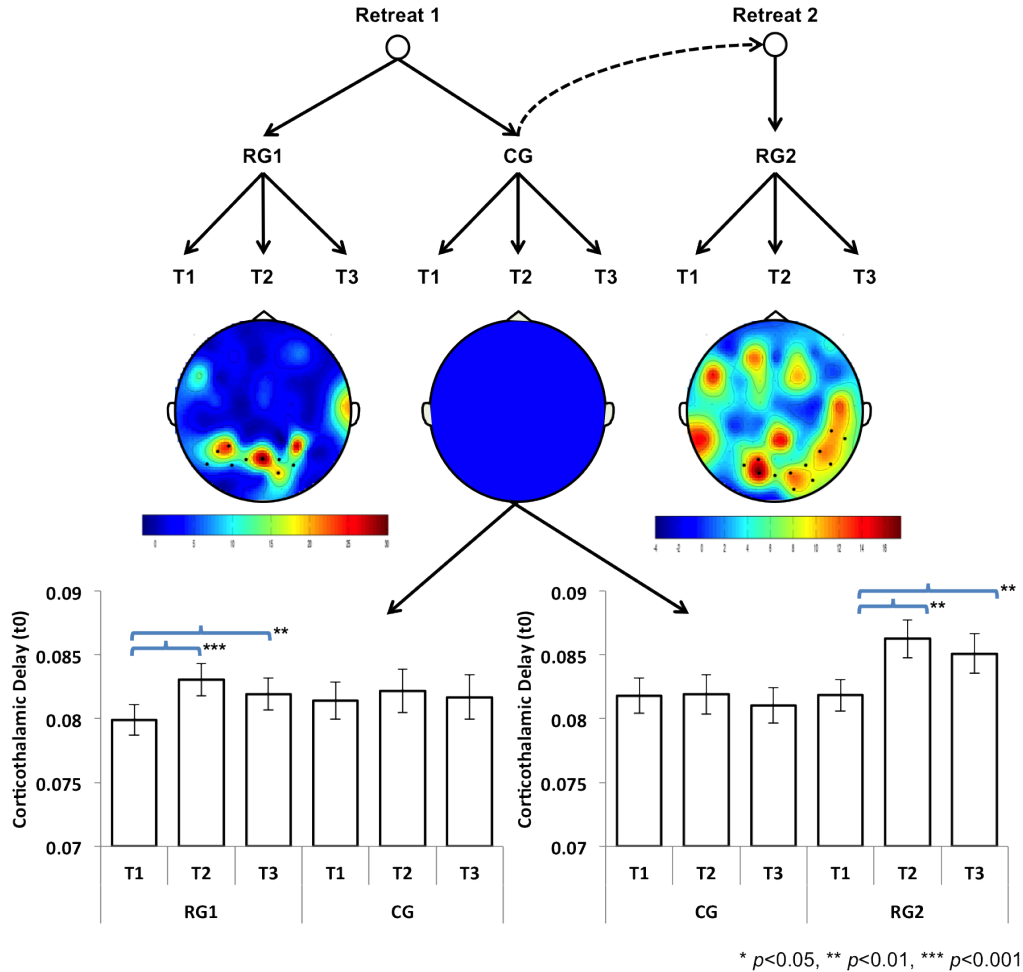 Retreat 1
Retreat 2
RG1
CG
RG2
T1 T2 T3
T1 T2 T3
T1 T2 T3
Corticothalamic Delay (t0)
0.09
0.085
0.08
0.075
0.07
**
***
T1 T2 T3 T1 T2 T3
RG1 CG
Corticothalamic Delay (t0)
0.09
0.085
0.08
0.075
0.07
**
**
T1 T2 T3 T1 T2 T3
CG RG2
* p<0.05, ** p<0.01, *** p<0.001